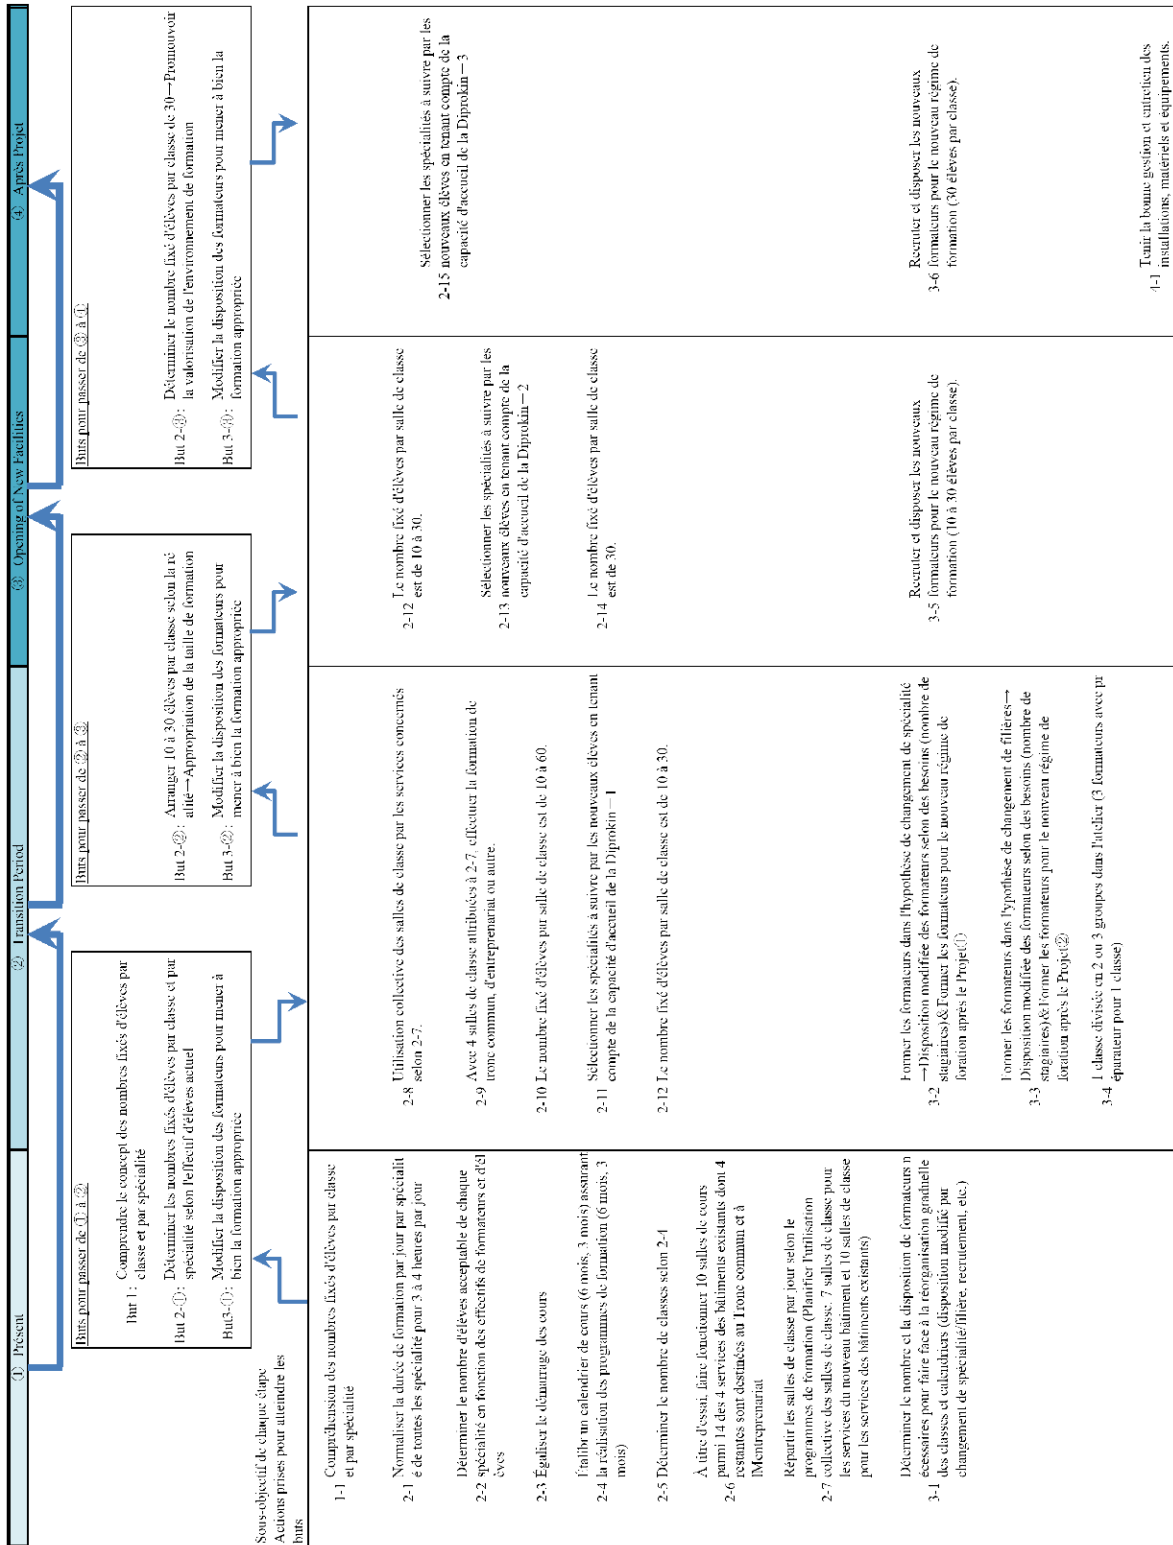 ① Présent
② Transition Period
③ Opening of New Facilities
④ Après Projet
Buts pour passer de ① à ②
But 1: Comprendre le concept des nombres fixés d'élèves par
classe et par spécialité
But 2-①: Déterminer les nombres fixés d'élèves par classe et par
spécialité selon l'effectif d'élèves actuel
But3-①: Modifier la disposition des formateurs pour mener à
bien la formation appropriée
Buts pour passer de ② à ③
But 2-②: Arranger 10 à 30 élèves par classe selon la ré
alité→Appropriation de la taille de formation
But 3-②: Modifier la disposition des formateurs pour
mener à bien la formation appropriée
Buts pour passer de ③ à ④
But 2-③: Déterminer le nombre fixé d'élèves par classe de 30→Promouvoir
la valorisation de l'environnement de formation
But 3-③: Modifier la disposition des formateurs pour mener à bien la
formation appropriée
Sous-objectif de chaque étape
Actions prises pour atteindre les
buts
1-1 Compréhension des nombres fixés d'élèves par classe
et par spécialité
2-1 Normaliser la durée de formation par jour par spécialit
é de toutes les spécialité pour 3 à 4 heures par jour
Déterminer le nombre d'élèves acceptable de chaque
2-2 spécialité en fonction des effectifs de formateurs et d'él
èves
2-3 Égaliser le démarrage des cours
Établir un calendrier de cours (6 mois, 3 mois) assurant
2-4 la réalisation des programmes de formation (6 mois, 3
mois)
2-5 Déterminer le nombre de classes selon 2-4
À titre d'essai, faire fonctionner 10 salles de cours
parmi 14 des 4 services des bâtiments existants dont 4
2-6 restantes sont destinées au Tronc commun et à
lMentreprenariat
Répartir les salles de classe par jour selon le
programmes de formation (Planifier l'utilisation
2-7 collective des salles de classe. 7 salles de classe pour
les services du nouveau bâtiment et 10 salles de classe
pour les services des bâtiments existants)
Déterminer le nombre et la disposition de formateurs n
3-1 écessaires pour faire face à la réorganisation graduelle
des classes et calendriers (disposition modifié par
changement de spécialité/filière, recrutement, etc.)
2-8 Utilisation collective des salles de classe par les services concernés
selon 2-7.
2-9 Avec 4 salles de classe attribuées à 2-7, effectuer la formation de
tronc commun, d'entreprenariat ou autre.
2-10 Le nombre fixé d'élèves par salle de classe est de 10 à 60.
2-11 Sélectionner les spécialités à suivre par les nouveaux élèves en tenant
compte de la capacité d'accueil de la Diprokin－1
2-12 Le nombre fixé d'élèves par salle de classe est de 10 à 30.
Former les formateurs dans l'hypothèse de changement de spécialité
→Disposition modifiée des formateurs selon des besoins (nombre de
3-2 stagiaires)&Former les formateurs pour le nouveau régime de
foration après le Projet①
Former les formateurs dans l'ypothèse de changement de filières→
3-3 Disposition modifiée des formateurs selon des besoins (nombre de
stagiaires)&Former les formateurs pour le nouveau régime de
foration après le Projet②
3-4 1 classe divisée en 2 ou 3 groupes dans l'atelier (3 formateurs avec pr
éparateur pour 1 classe)
2-12 Le nombre fixé d'élèves par salle de classe
est de 10 à 30.
Sélectionner les spécialités à suivre par les
2-13 nouveaux élèves en tenant compte de la
capacité d'accueil de la Diprokin－2
2-14 Le nombre fixé d'élèves par salle de classe
est de 30.
Recruter et disposer les nouveaux
3-5 formateurs pour le nouveau régime de
formation (10 à 30 élèves par classe).
Sélectionner les spécialités à suivre par les
2-15 nouveaux élèves en tenant compte de la
capacité d'accueil de la Diprokin－3
Recruter et disposer les nouveaux
3-6 formateurs pour le nouveau régime de
formation (30 élèves par classe).
4-1 Tenir la bonne gestion et entretien des
installations, matériels et équipements.